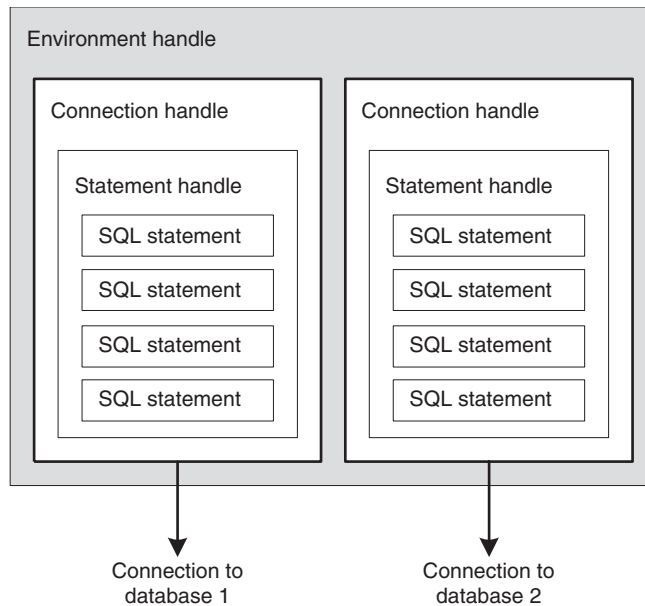 Environment handle
Connection handle
Statement handle
SQL statement
SQL statement
SQL statement
SQL statement
Connection to
database 1
Connection handle
Statement handle
SQL statement
SQL statement
SQL statement
SQL statement
Connection to
database 2